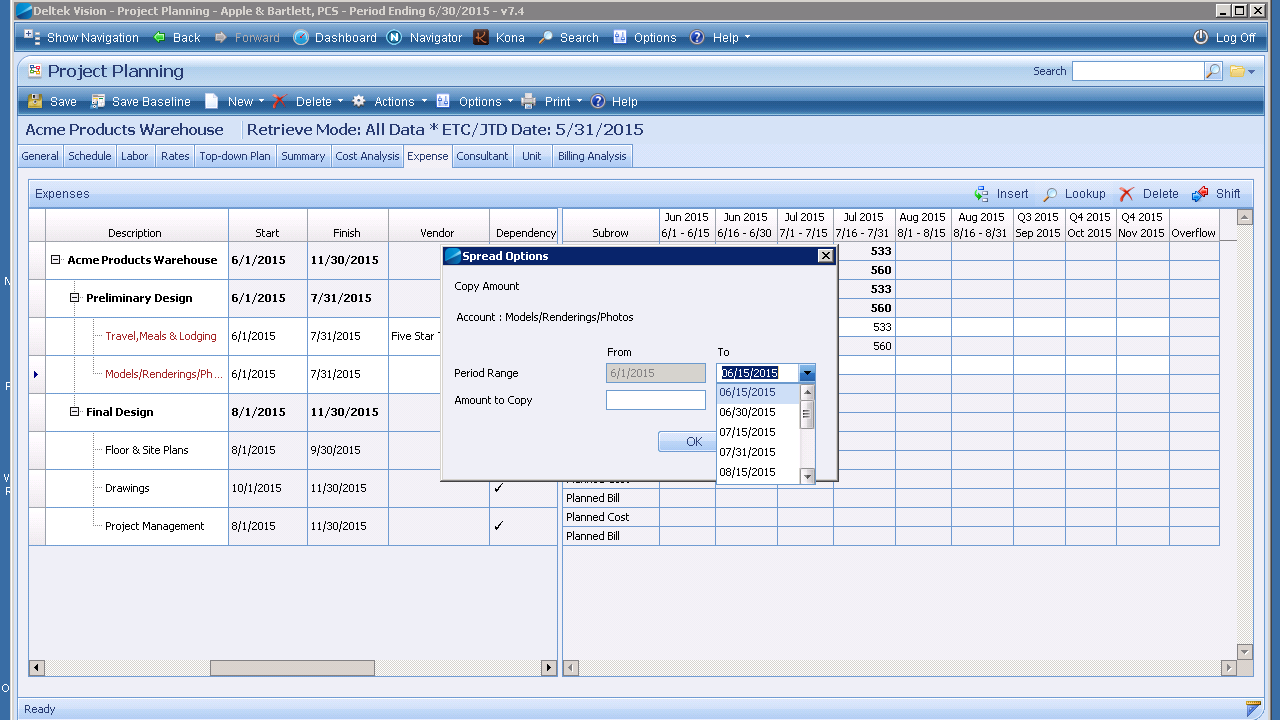 Deltek Vision - Project Planning - Apple & Bartlett, PCS - Period Ending 6/30/2015 - v7.4
Show Navigation Back Forward Dashboard Navigator Kona Search Options Help Log Off
Project Planning Search
Save Save Baseline New Delete Actions Options Print Help
Acme Products Warehouse Retrieve Mode: All Data * ETC/JTD Date: 5/31/2015
General Schedule Labor Rates Top-down Plan Summary Cost Analysis Expense Consultant Unit Billing Analysis
Expenses Insert Lookup Delete Shift
Jun 2015 Jun 2015 Jul 2015 Jul 2015 Aug 2015 Aug 2015 Q3 2015 Q4 2015 Q4 2015
Description Start Finish Vendor Dependency Subrow 6/1 - 6/15 6/16 - 6/30 7/1 - 7/15 7/16 - 7/31 8/1 - 8/15 8/16 - 8/31 Sep 2015 Oct 2015 Nov 2015 Overflow
533
Acme Products Warehouse 6/1/2015 11/30/2015
560
533
Preliminary Design 6/1/2015 7/31/2015
560
533
Travel,Meals & Lodging 6/1/2015 7/31/2015 Five Star
560
Models/Renderings/Ph... 6/1/2015 7/31/2015
Final Design 8/1/2015 11/30/2015
Floor & Site Plans 8/1/2015 9/30/2015
Drawings 10/1/2015 11/30/2015 ✓
Planned Bill
Planned Cost
Project Management 8/1/2015 11/30/2015 ✓
Planned Bill
Spread Options
Copy Amount
Account : Models/Renderings/Photos
From To
Period Range 6/1/2015 06/15/2015
Amount to Copy
06/15/2015
06/30/2015
07/15/2015
07/31/2015
08/15/2015
OK
Ready